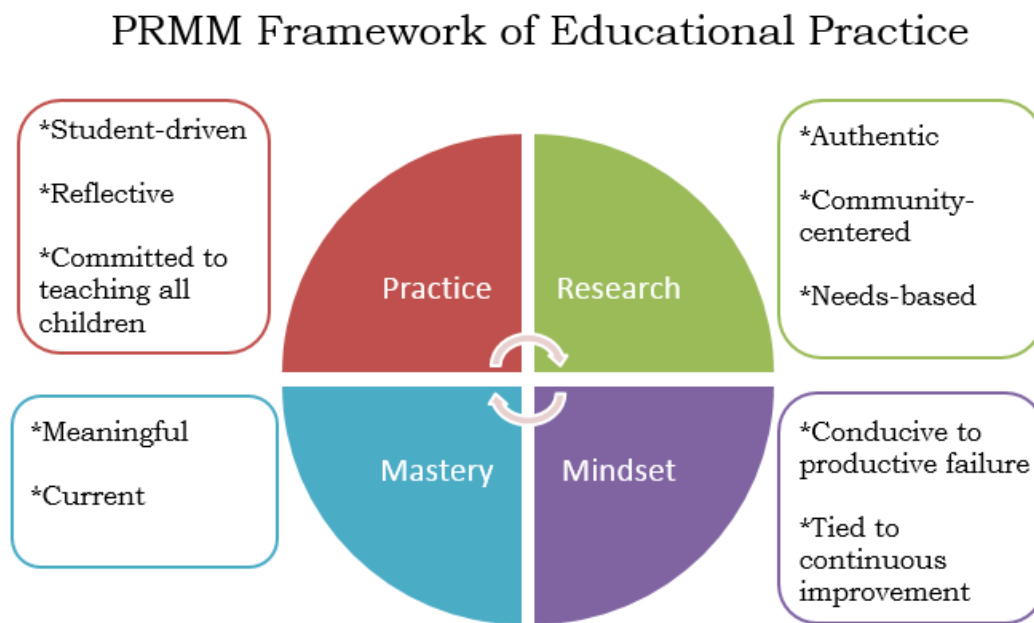 PRMM Framework of Educational Practice
*Student-driven
*Reflective
*Committed to
teaching all
children
Practice
Research
*Authentic
*Community-
centered
*Needs-based
*Meaningful
*Current
Mastery
Mindset
*Conducive to
productive failure
*Tied to
continuous
improvement